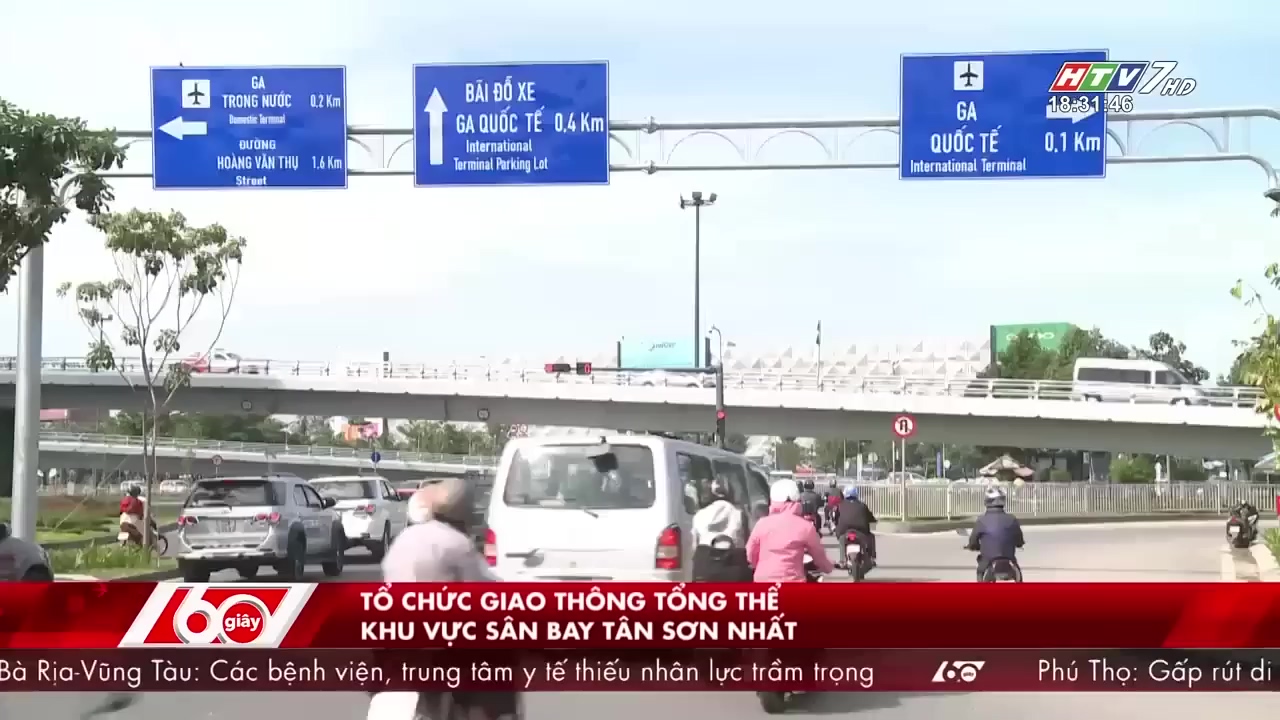 GA
TRONG NƯỚC 0.2 Km
Domestic Terminal
ĐƯỜNG
HOÀNG VĂN THỤ 1.6 Km
Street
BÃI ĐỖ XE
GA QUỐC TẾ 0.4 Km
International
Terminal Parking Lot
GA
QUỐC TẾ 0.1 Km
International Terminal
HTV7 HD
18:31:46
oppo
60 giây
TỔ CHỨC GIAO THÔNG TỔNG THỂ
KHU VỰC SÂN BAY TÂN SƠN NHẤT
Bà Rịa-Vũng Tàu: Các bệnh viện, trung tâm y tế thiếu nhân lực trầm trọng 60 giây Phú Thọ: Gấp rút di